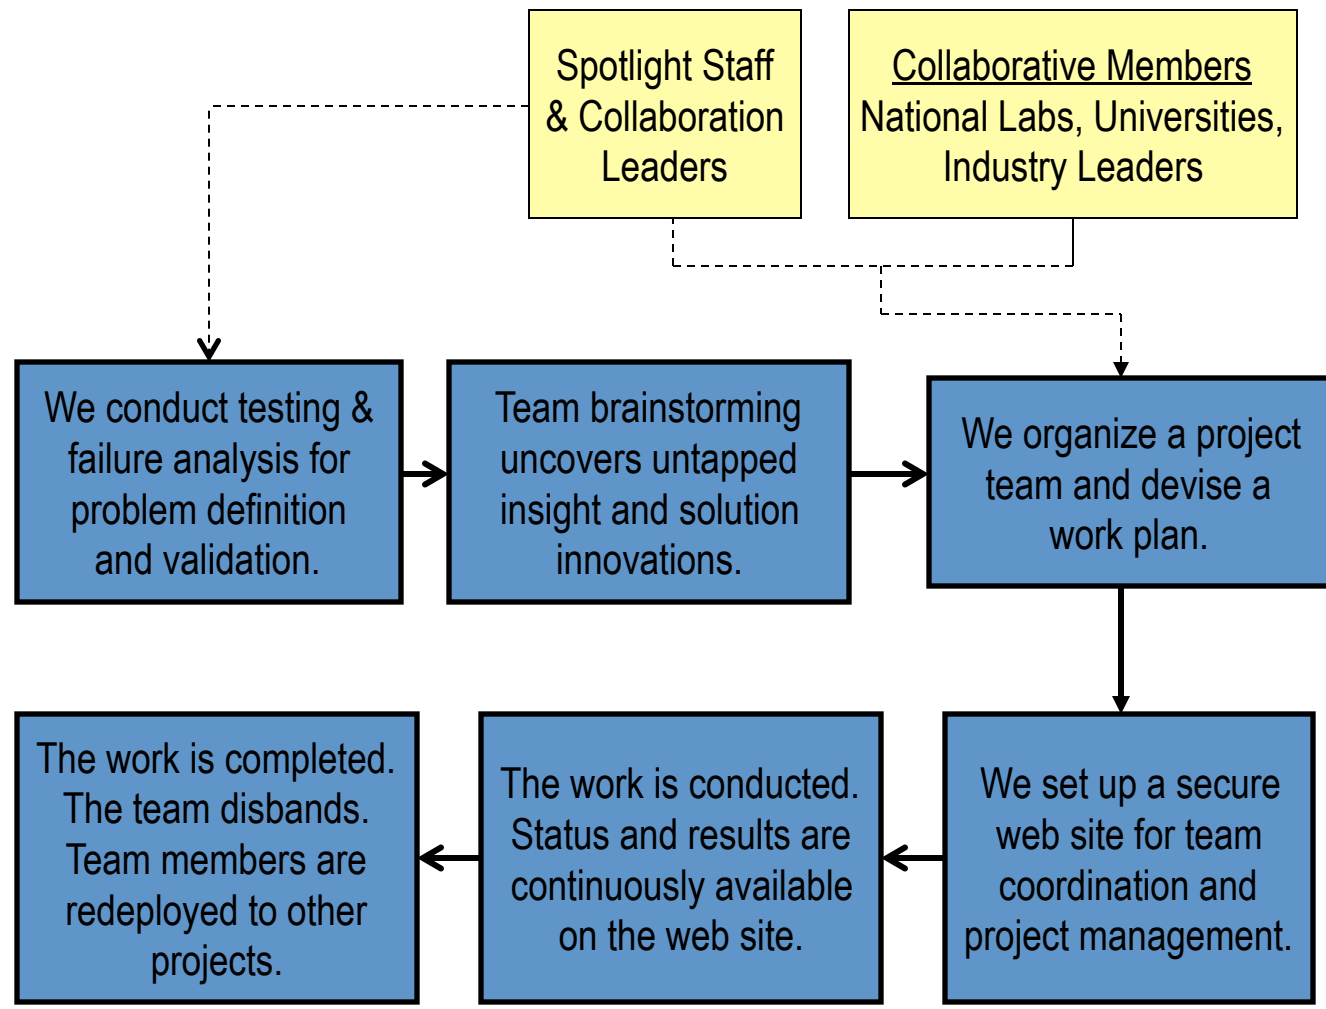 Spotlight Staff
& Collaboration
Leaders
Collaborative Members
National Labs, Universities,
Industry Leaders
We conduct testing &
failure analysis for
problem definition
and validation.
Team brainstorming
uncovers untapped
insight and solution
innovations.
We organize a project
team and devise a
work plan.
The work is completed.
The team disbands.
Team members are
redeployed to other
projects.
The work is conducted.
Status and results are
continuously available
on the web site.
We set up a secure
web site for team
coordination and
project management.